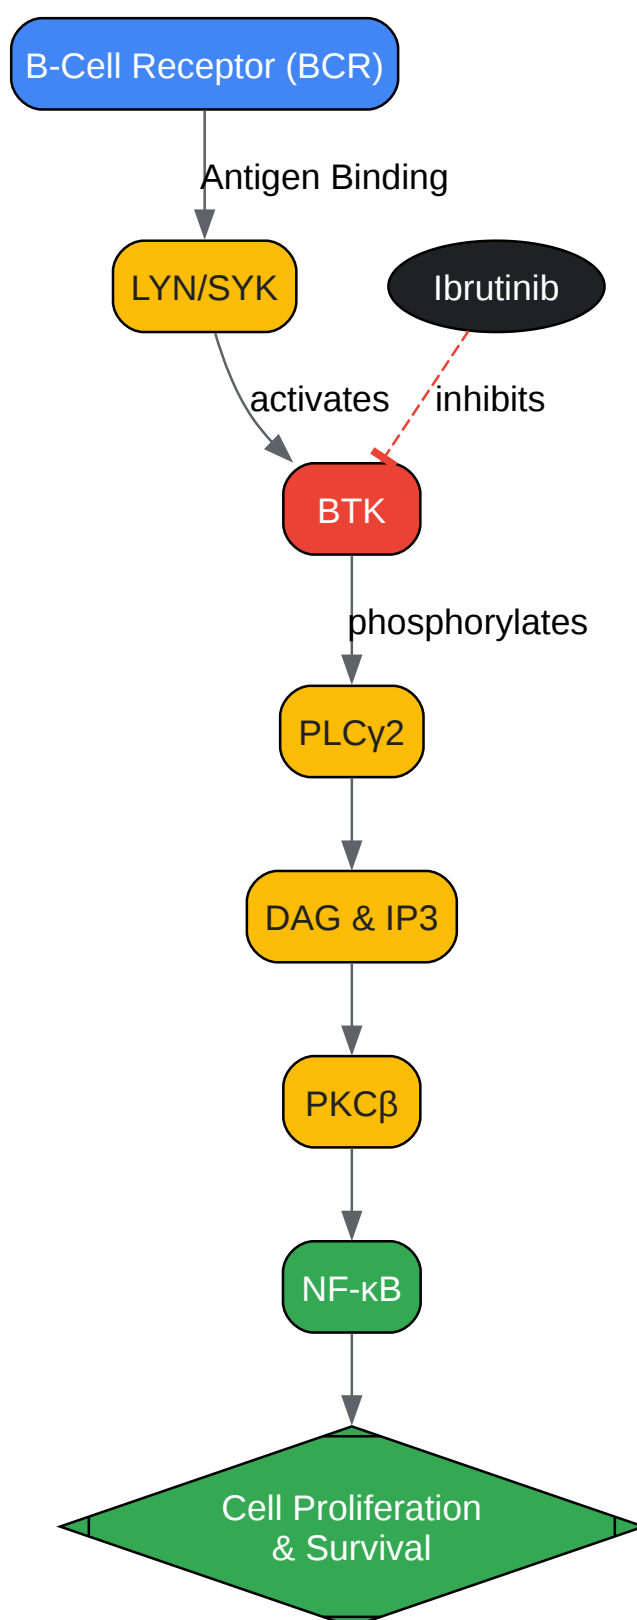 B-Cell Receptor (BCR)
Antigen Binding
LYN/SYK
Ibrutinib
activates
inhibits
BTK
phosphorylates
PLCγ2
DAG & IP3
PKCβ
NF-κB
Cell Proliferation
& Survival